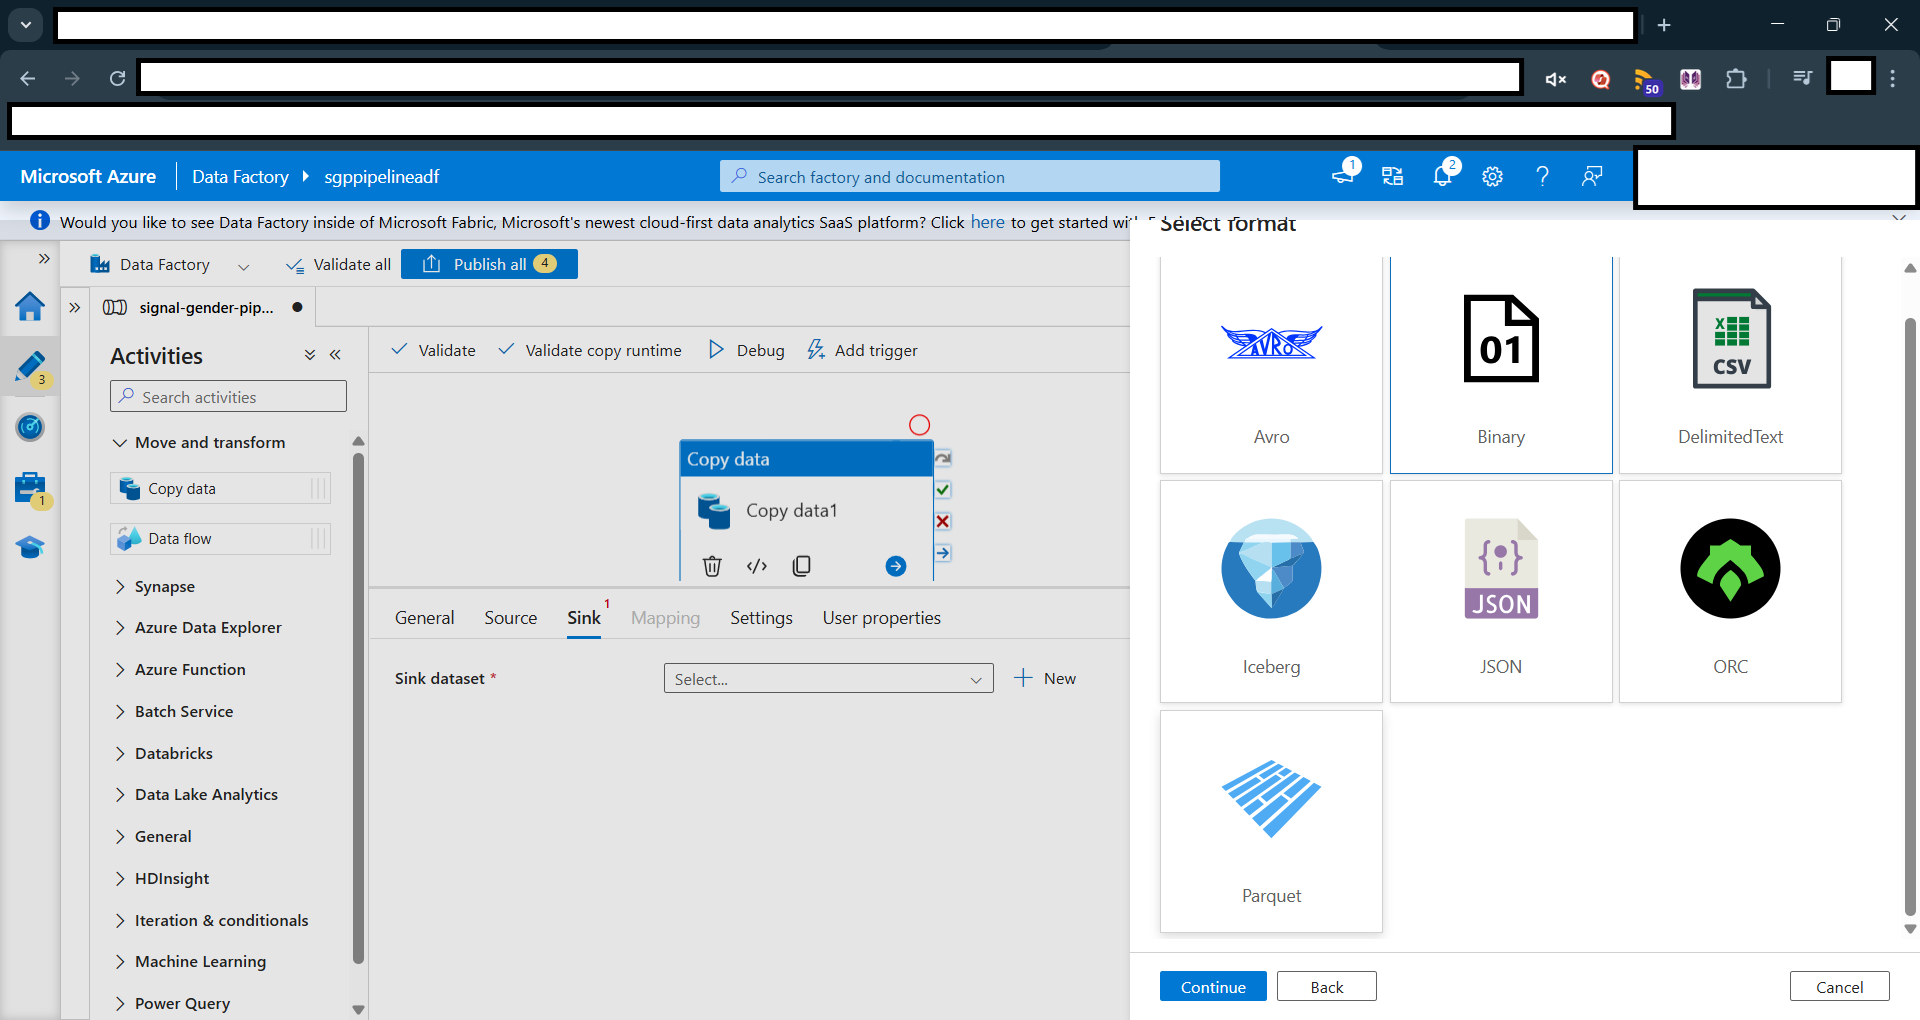 50
Microsoft Azure
Data Factory
sgppipelineadf
Search factory and documentation
1
2
Would you like to see Data Factory inside of Microsoft Fabric, Microsoft's newest cloud-first data analytics SaaS platform? Click here to get started
Select format
Data Factory
Validate all
Publish all 4
signal-gender-pip...
3
1
Activities
Search activities
Move and transform
Copy data
Data flow
Synapse
Azure Data Explorer
Azure Function
Batch Service
Databricks
Data Lake Analytics
General
HDInsight
Iteration & conditionals
Machine Learning
Power Query
Validate
Validate copy runtime
Debug
Add trigger
Copy data
Copy data1
General
Source
Sink 1
Mapping
Settings
User properties
Sink dataset *
Select...
New
AVRO
Avro
01
Binary
CSV
DelimitedText
Iceberg
JSON
JSON
ORC
Parquet
Continue
Back
Cancel